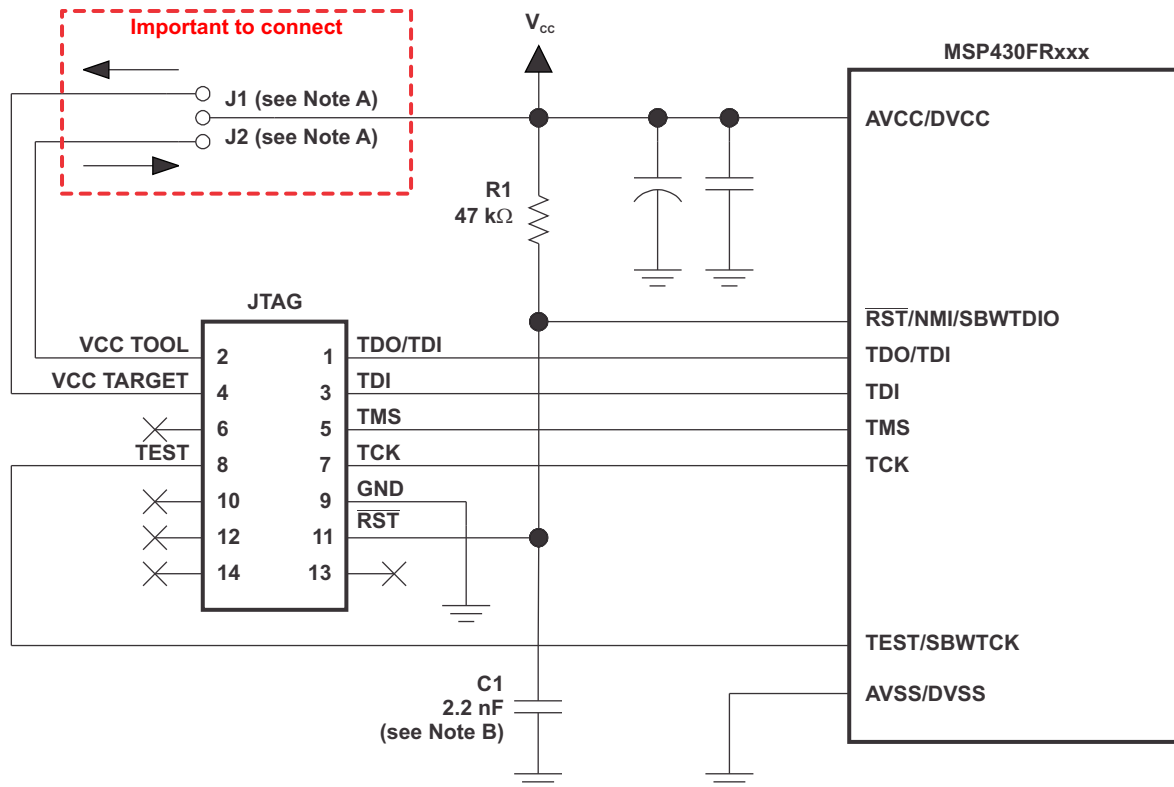 Important to connect
J1 (see Note A)
J2 (see Note A)
Vcc
MSP430FRxxx
AVCC/DVCC
R1
47 kΩ
JTAG
RST/NMI/SBWTDIO
VCC TOOL
2
1
TDO/TDI
TDO/TDI
VCC TARGET
4
3
TDI
TDI
6
5
TMS
TMS
TEST
8
7
TCK
TCK
10
9
GND
12
11
RST
14
13
TEST/SBWTCK
C1
2.2 nF
(see Note B)
AVSS/DVSS